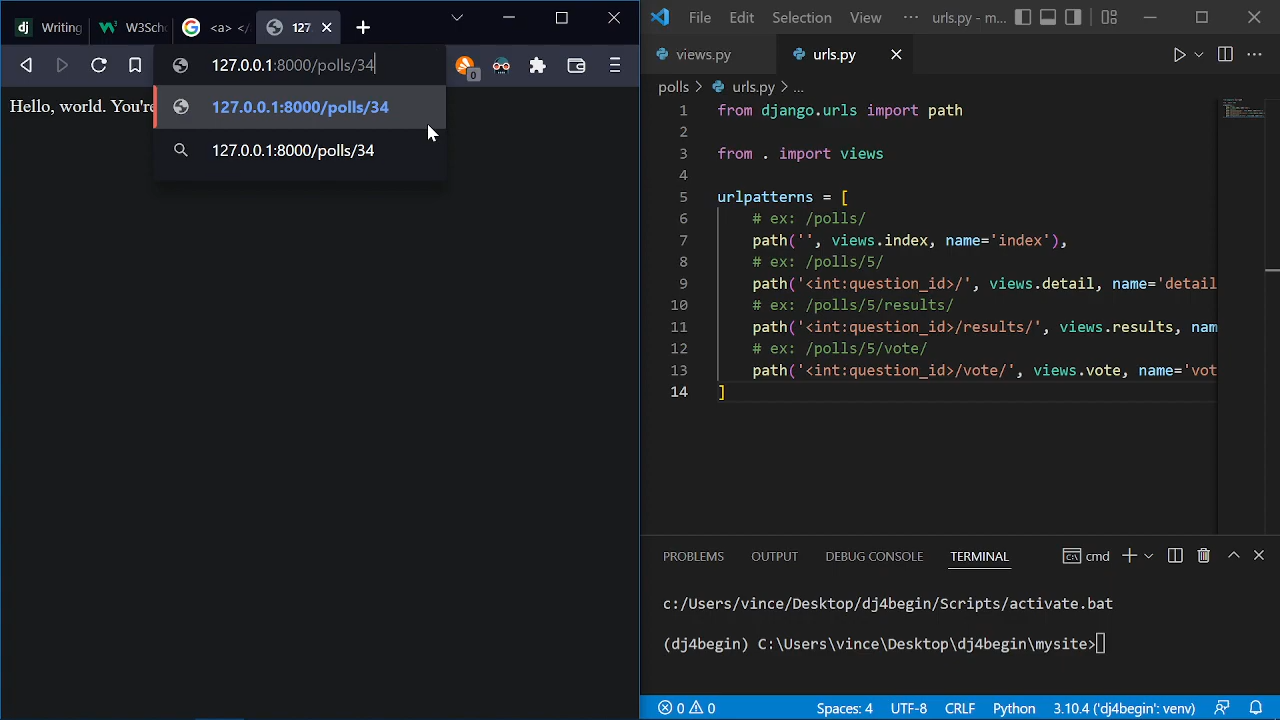 Writing
W3Sch
<a> </
127.
127.0.0.1:8000/polls/34
0
127.0.0.1:8000/polls/34
127.0.0.1:8000/polls/34
Hello, world. You're
File Edit Selection View ··· urls.py - m...
views.py
urls.py
polls > urls.py > ...
1 from django.urls import path
2
3 from . import views
4
5 urlpatterns = [
6 # ex: /polls/
7 path('', views.index, name='index'),
8 # ex: /polls/5/
9 path('<int:question_id>/', views.detail, name='detail
10 # ex: /polls/5/results/
11 path('<int:question_id>/results/', views.results, nam
12 # ex: /polls/5/vote/
13 path('<int:question_id>/vote/', views.vote, name='vot
14 ]
PROBLEMS OUTPUT DEBUG CONSOLE TERMINAL cmd
c:/Users/vince/Desktop/dj4begin/Scripts/activate.bat
(dj4begin) C:\Users\vince\Desktop\dj4begin\mysite>
0 0 Spaces: 4 UTF-8 CRLF Python 3.10.4 ('dj4begin': venv)